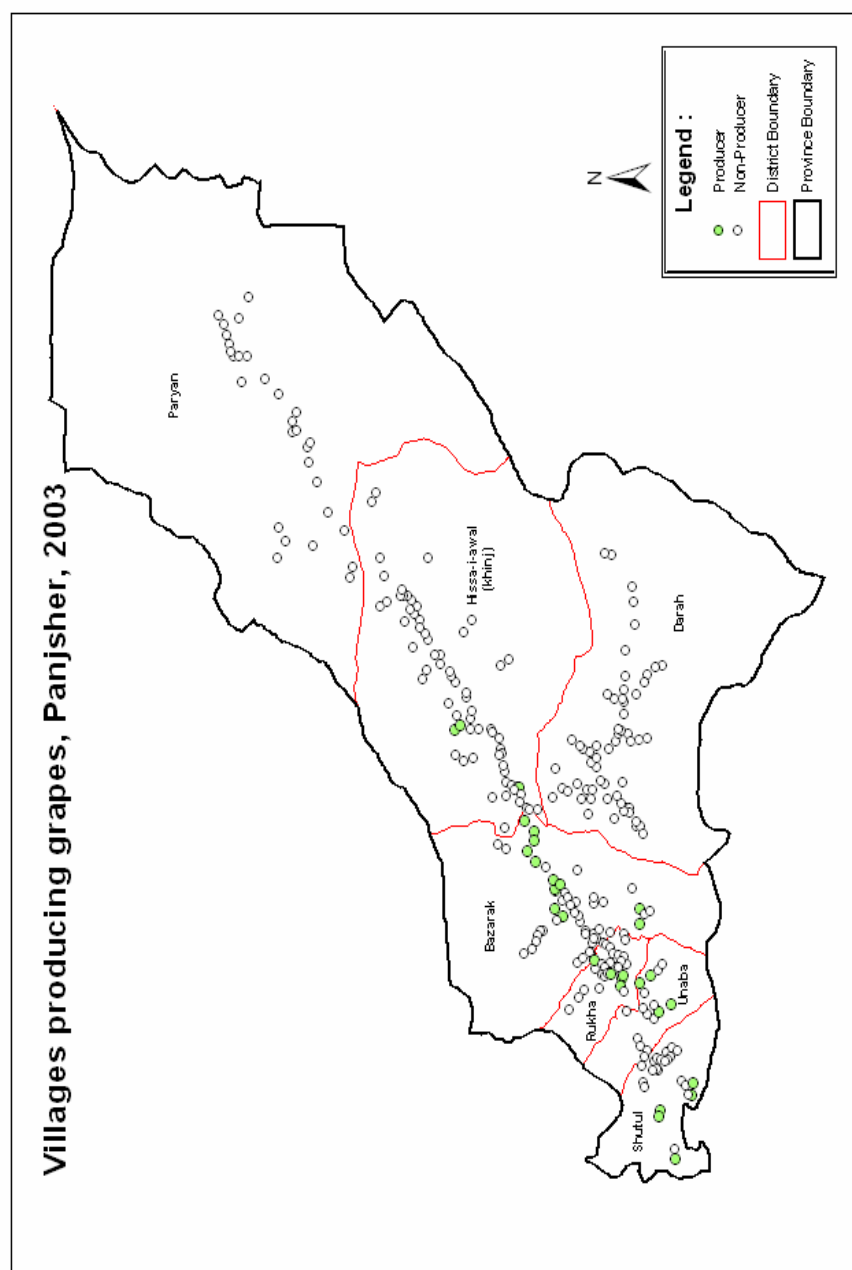 Villages producing grapes, Panjsher, 2003
Paryan
Hissa-i-awal
(khinj)
Darah
Bazarak
Rukha
Unaba
Shutul
N
Legend :
Producer
Non-Producer
District Boundary
Province Boundary